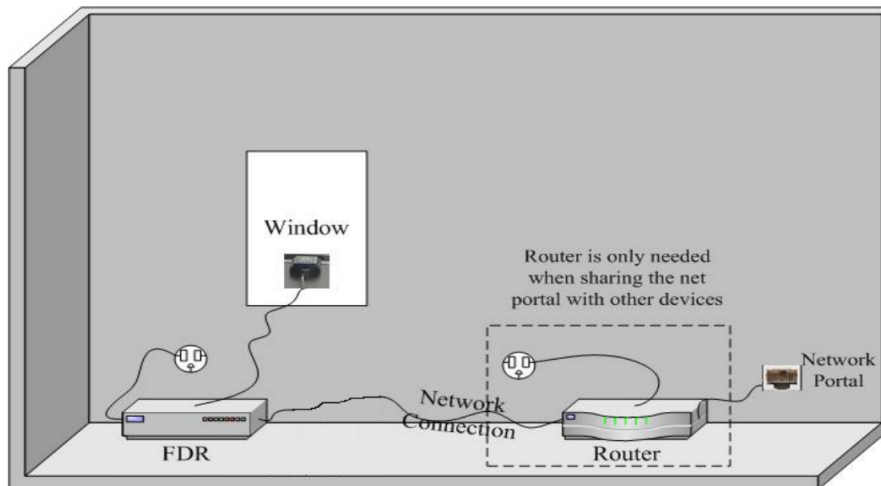 Window
Router is only needed
when sharing the net
portal with other devices
Network
Portal
Network
Connection
FDR
Router